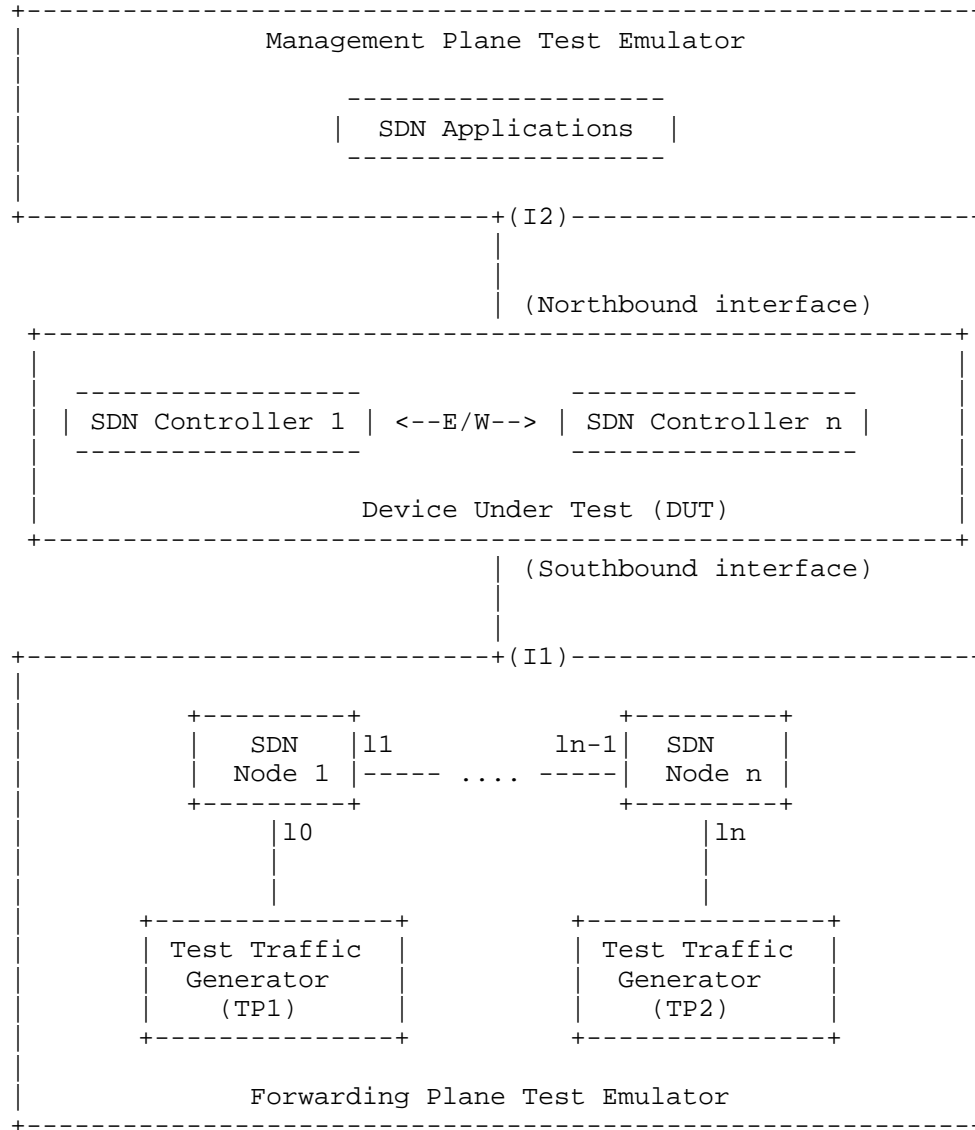 Management Plane Test Emulator
SDN Applications
(I2)
(Northbound interface)
SDN Controller 1 <--E/W--> SDN Controller n
Device Under Test (DUT)
(Southbound interface)
(I1)
SDN l1 ln-1 SDN
Node 1 .... Node n
l0 ln
Test Traffic Test Traffic
Generator Generator
(TP1) (TP2)
Forwarding Plane Test Emulator